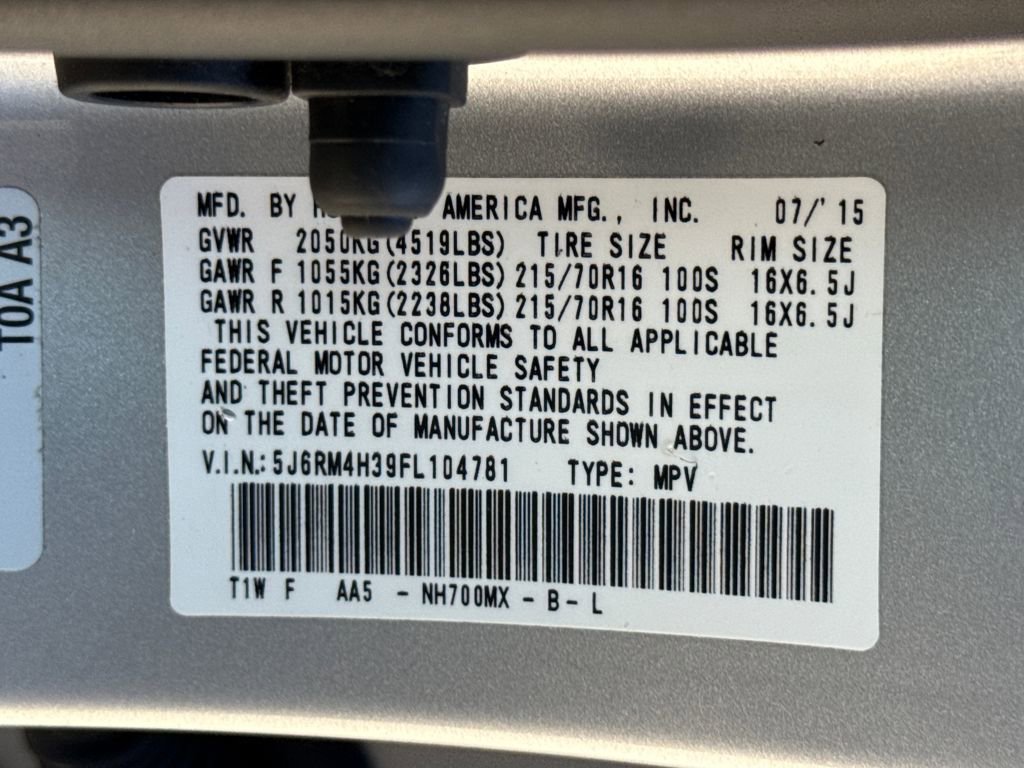 T0A A3
MFD. BY AMERICA MFG., INC. 07/'15
GVWR 2050KG(4519LBS) TIRE SIZE RIM SIZE
GAWR F 1055KG(2326LBS) 215/70R16 100S 16X6.5J
GAWR R 1015KG(2238LBS) 215/70R16 100S 16X6.5J
THIS VEHICLE CONFORMS TO ALL APPLICABLE
FEDERAL MOTOR VEHICLE SAFETY
AND THEFT PREVENTION STANDARDS IN EFFECT
ON THE DATE OF MANUFACTURE SHOWN ABOVE.
V.I.N.: 5J6RM4H39FL104781 TYPE: MPV
T1W F AA5 - NH700MX - B - L